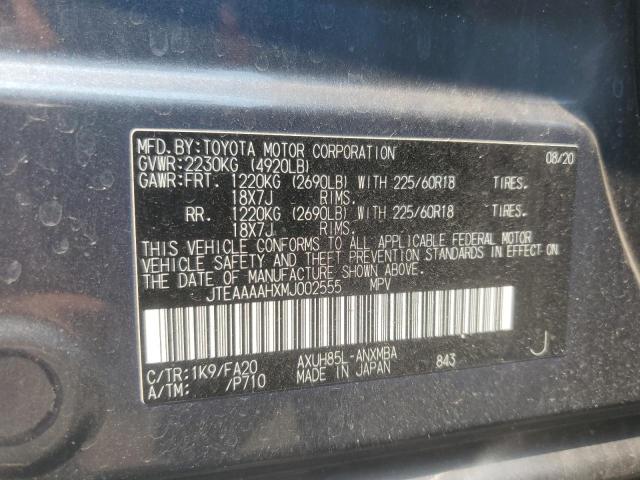 MFD.BY:TOYOTA MOTOR CORPORATION 08/20
GVWR:2230KG (4920LB)
GAWR:FRT. 1220KG (2690LB) WITH 225/60R18 TIRES.
18X7J RIMS.
RR. 1220KG (2690LB) WITH 225/60R18 TIRES.
18X7J RIMS.
THIS VEHICLE CONFORMS TO ALL APPLICABLE FEDERAL MOTOR
VEHICLE SAFETY AND THEFT PREVENTION STANDARDS IN EFFECT ON
THE DATE OF MANUFACTURE SHOWN ABOVE.
JTEAAAAHXMJ002555 MPV
C/TR:1K9/FA20 AXUH85L-ANXMBA 843 J
A/TM: /P710 MADE IN JAPAN